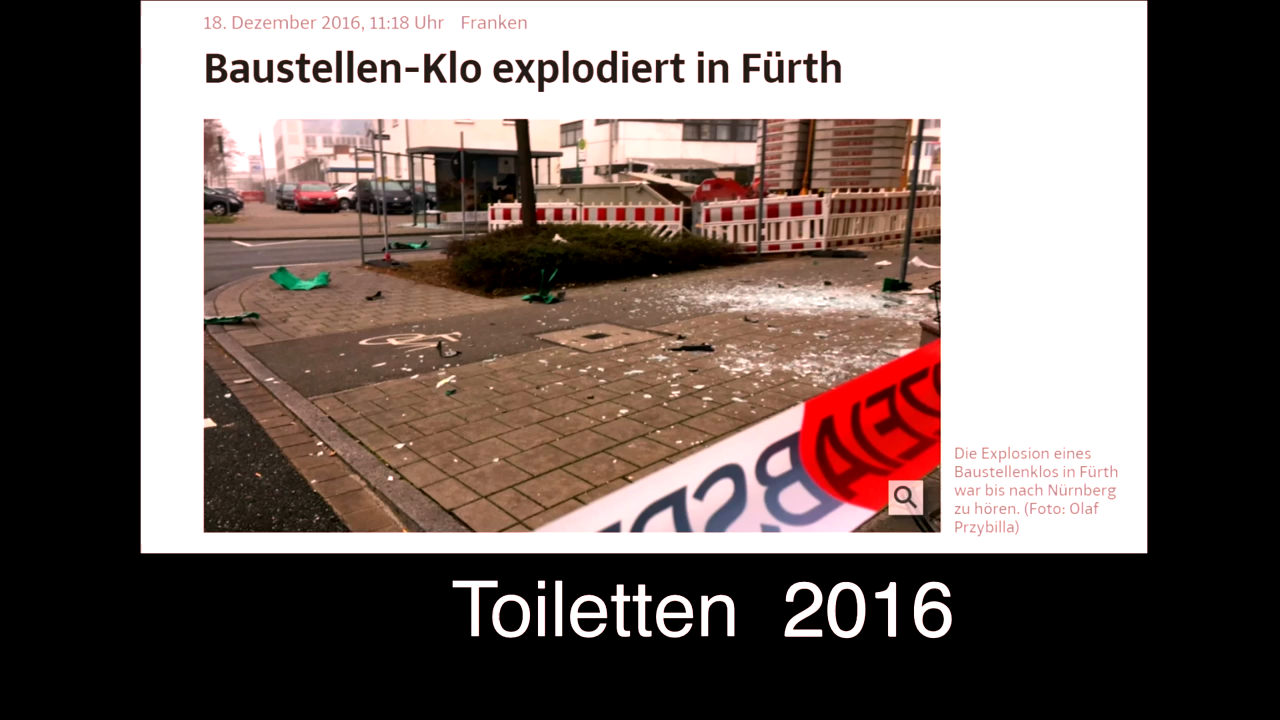 18. Dezember 2016, 11:18 Uhr Franken
Baustellen-Klo explodiert in Fürth
Die Explosion eines
Baustellenklos in Fürth
war bis nach Nürnberg
zu hören. (Foto: Olaf
Przybilla)
Toiletten 2016